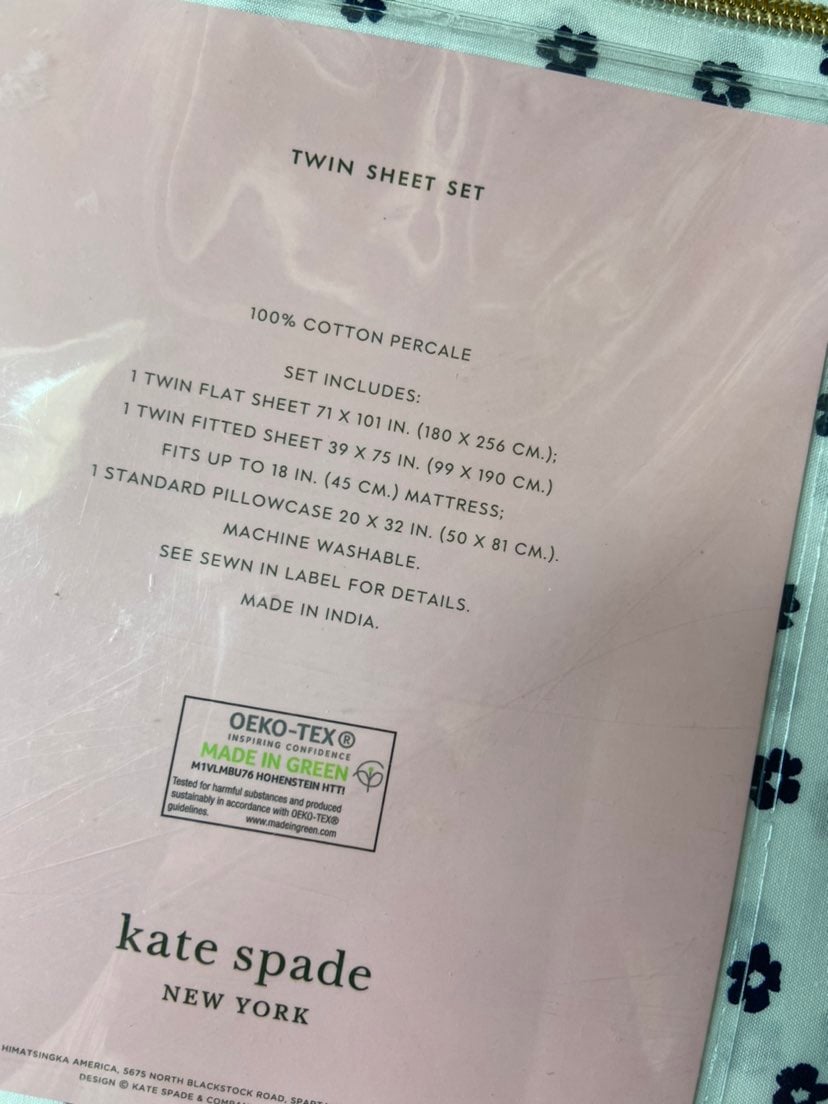 TWIN SHEET SET
100% COTTON PERCALE
SET INCLUDES:
1 TWIN FLAT SHEET 71 X 101 IN. (180 X 256 CM.);
1 TWIN FITTED SHEET 39 X 75 IN. (99 X 190 CM.)
FITS UP TO 18 IN. (45 CM.) MATTRESS;
1 STANDARD PILLOWCASE 20 X 32 IN. (50 X 81 CM.).
MACHINE WASHABLE.
SEE SEWN IN LABEL FOR DETAILS.
MADE IN INDIA.
OEKO-TEX®
INSPIRING CONFIDENCE
MADE IN GREEN
M1VLMBU76 HOHENSTEIN HTTI
Tested for harmful substances and produced
sustainably in accordance with OEKO-TEX®
guidelines. www.madeingreen.com
kate spade
NEW YORK
HIMATSINGKA AMERICA, 5675 NORTH BLACKSTOCK ROAD,
DESIGN © KATE SPADE &